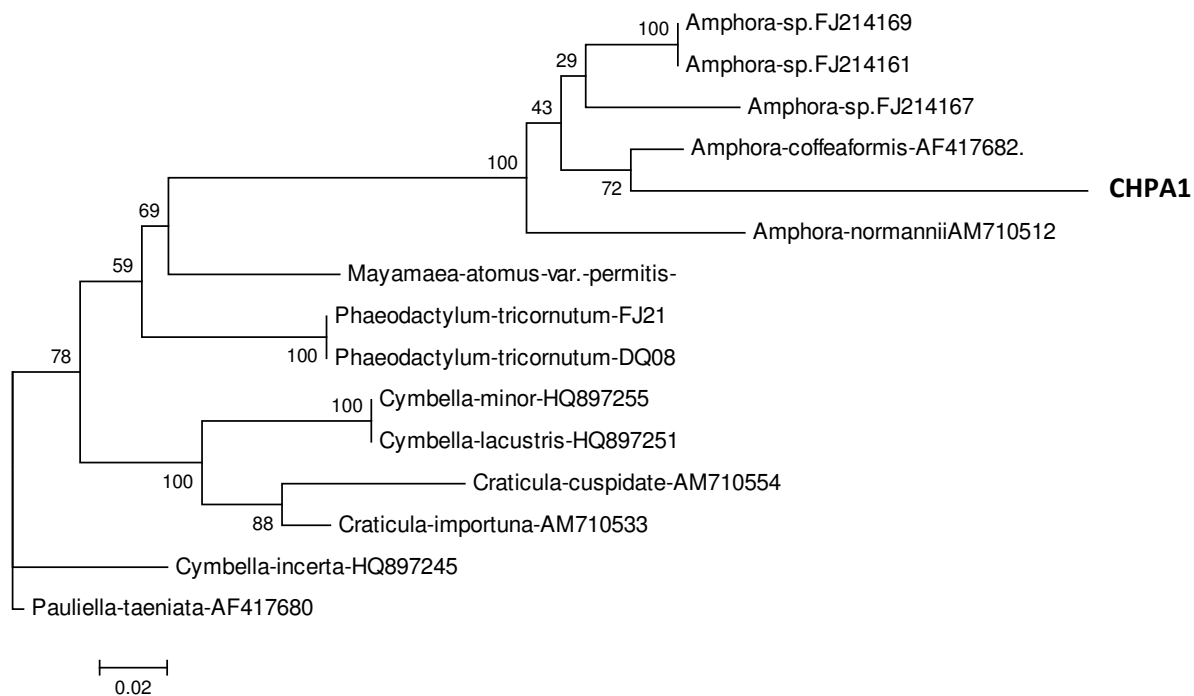 100 Amphora-sp.FJ214169
Amphora-sp.FJ214161
29
Amphora-sp.FJ214167
43
Amphora-coffeaformis-AF417682.
100
72
CHPA1
69
Amphora-normanniiAM710512
59
Mayamaea-atomus-var.-permitis-
Phaeodactylum-tricornutum-FJ21
100 Phaeodactylum-tricornutum-DQ08
78
Cymbella-minor-HQ897255
100
Cymbella-lacustris-HQ897251
100
Craticula-cuspidate-AM710554
88 Craticula-importuna-AM710533
Cymbella-incerta-HQ897245
Pauliella-taeniata-AF417680
0.02